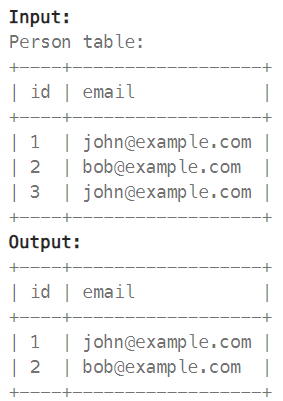 Input:
Person table:
+----+------------------+
| id | email            |
+----+------------------+
| 1  | john@example.com |
| 2  | bob@example.com  |
| 3  | john@example.com |
+----+------------------+
Output:
+----+------------------+
| id | email            |
+----+------------------+
| 1  | john@example.com |
| 2  | bob@example.com  |
+----+------------------+